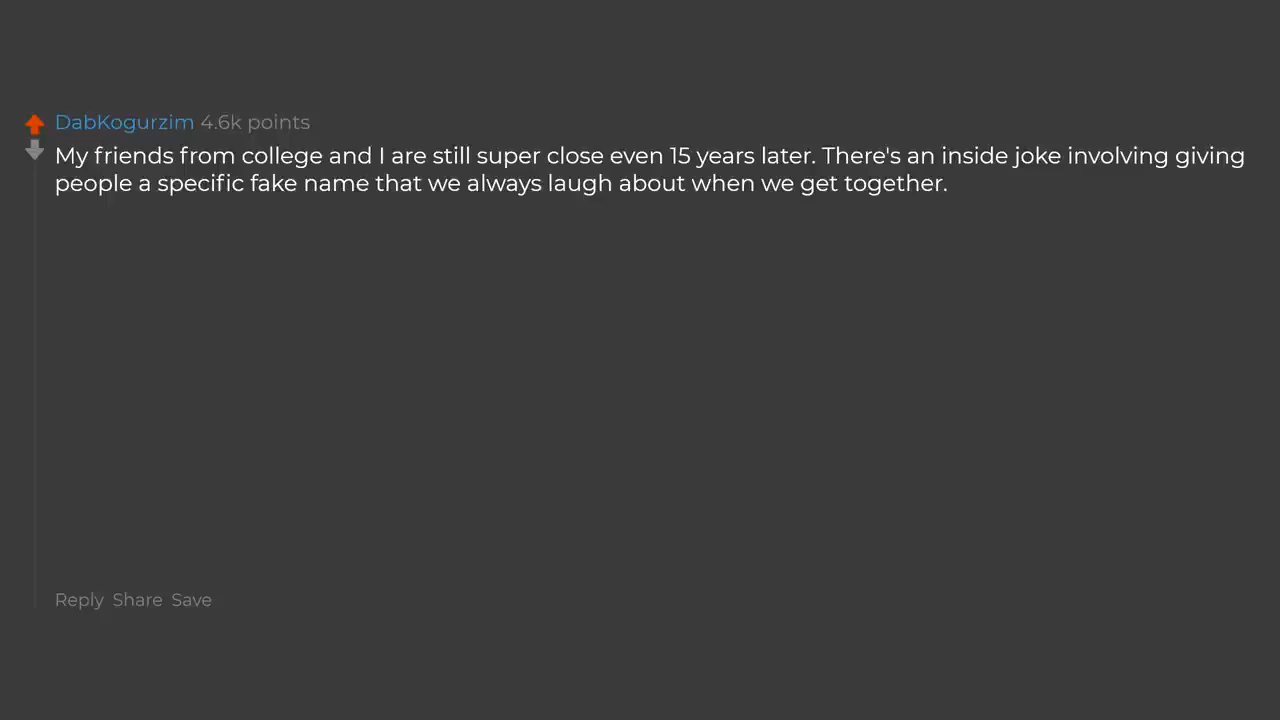 DabKogurzim 4.6k points
My friends from college and I are still super close even 15 years later. There's an inside joke involving giving
people a specific fake name that we always laugh about when we get together.
Reply Share Save